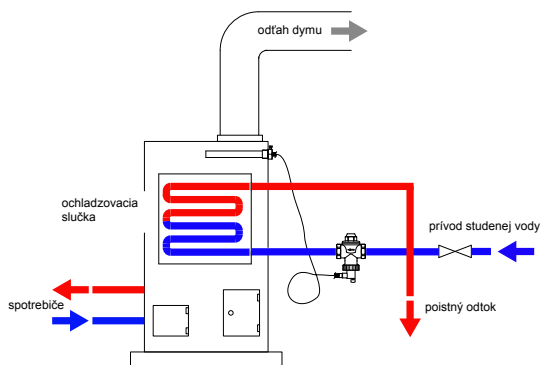 odťah dymu
ochladzovacia
slučka
prívod studenej vody
spotrebiče
poistný odtok